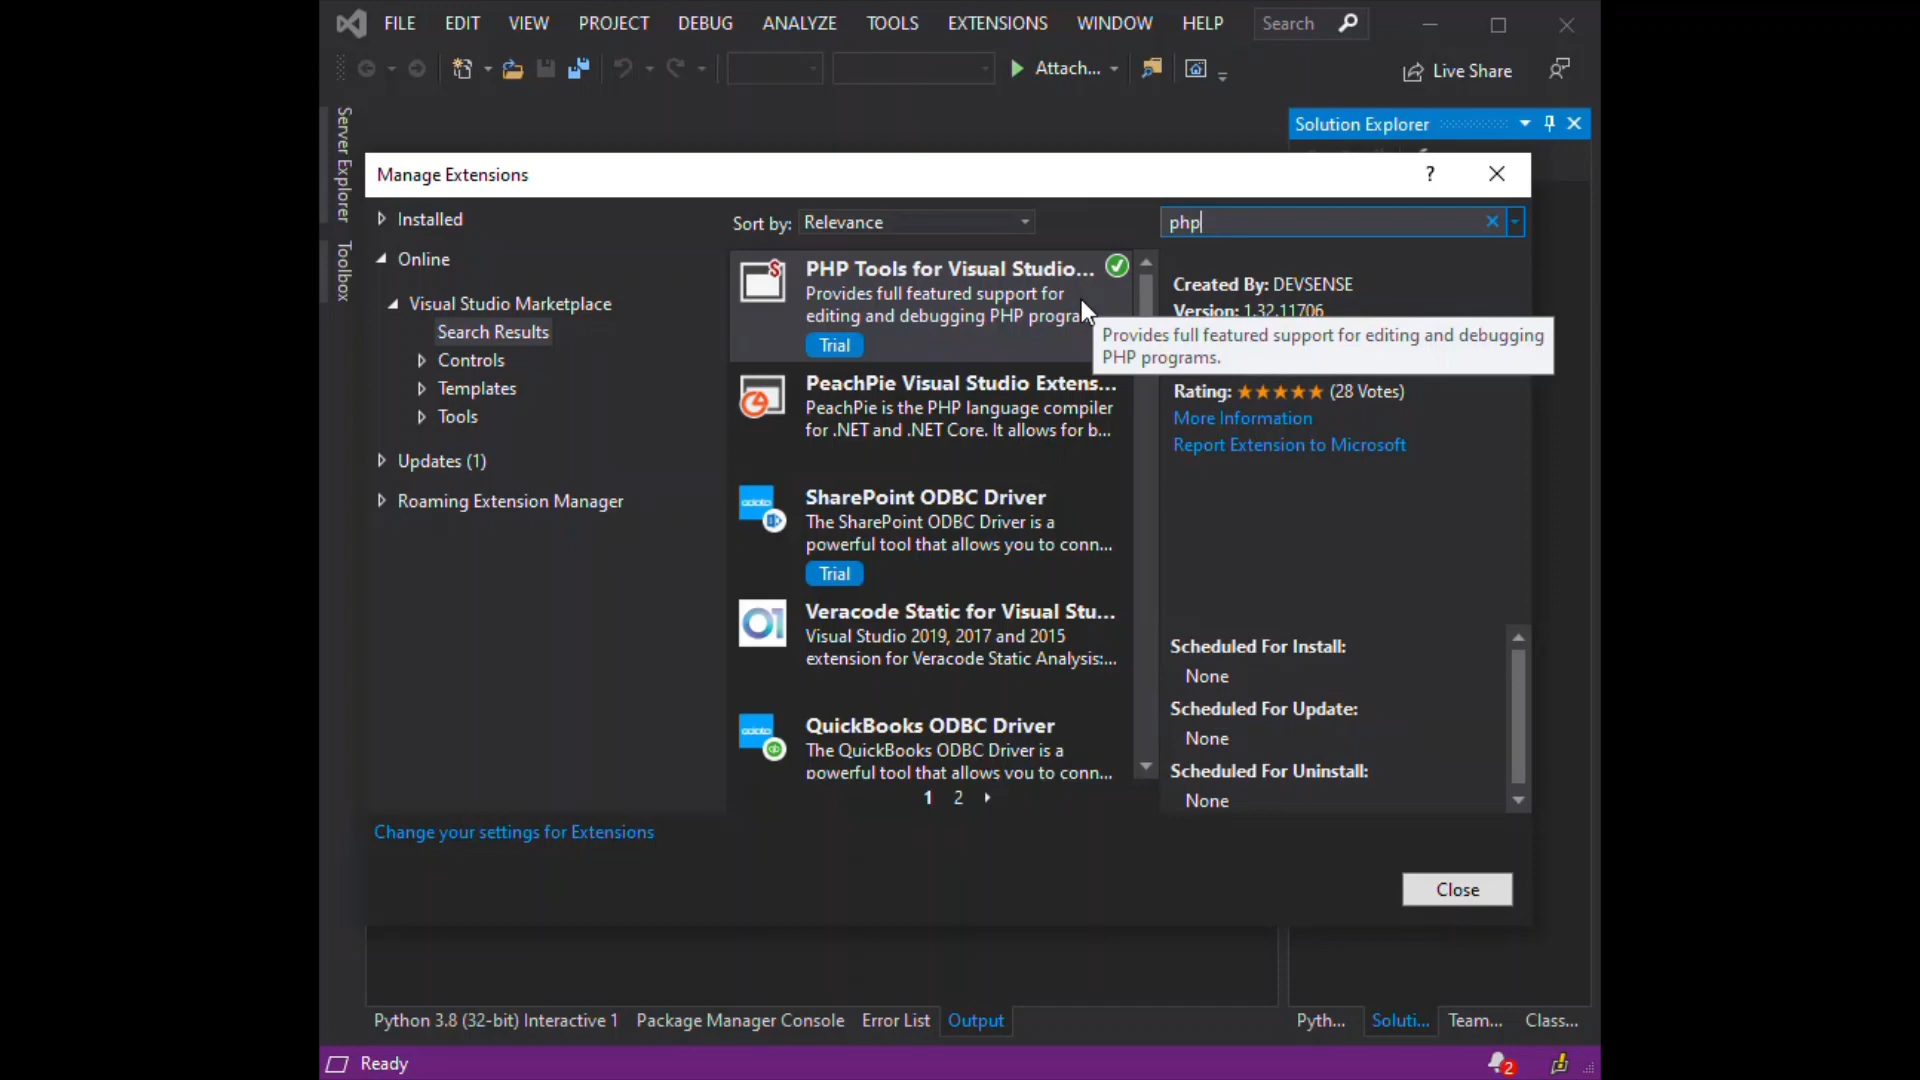 FILE EDIT VIEW PROJECT DEBUG ANALYZE TOOLS EXTENSIONS WINDOW HELP Search
Attach... Live Share
Server Explorer
Toolbox
Solution Explorer
Manage Extensions ?
Installed
Online
Visual Studio Marketplace
Search Results
Controls
Templates
Tools
Updates (1)
Roaming Extension Manager
Change your settings for Extensions
Sort by: Relevance
php
PHP Tools for Visual Studio...
Provides full featured support for
editing and debugging PHP progra
Trial
PeachPie Visual Studio Extens...
PeachPie is the PHP language compiler
for .NET and .NET Core. It allows for b...
SharePoint ODBC Driver
The SharePoint ODBC Driver is a
powerful tool that allows you to conn...
Trial
Veracode Static for Visual Stu...
Visual Studio 2019, 2017 and 2015
extension for Veracode Static Analysis:...
QuickBooks ODBC Driver
The QuickBooks ODBC Driver is a
powerful tool that allows you to conn...
1 2
Created By: DEVSENSE
Version: 1.32.11706
Provides full featured support for editing and debugging
PHP programs.
Rating: (28 Votes)
More Information
Report Extension to Microsoft
Scheduled For Install:
None
Scheduled For Update:
None
Scheduled For Uninstall:
None
Close
Python 3.8 (32-bit) Interactive 1 Package Manager Console Error List Output
Pyth... Soluti... Team... Class...
Ready
2